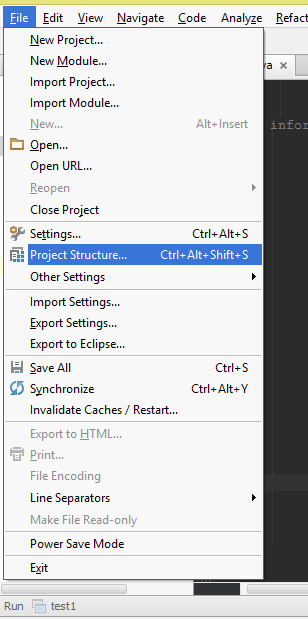 File Edit View Navigate Code Analyze Refact
New Project...
New Module...
Import Project...
Import Module...
New... Alt+Insert
Open...
Open URL...
Reopen
Close Project
Settings... Ctrl+Alt+S
Project Structure... Ctrl+Alt+Shift+S
Other Settings
Import Settings...
Export Settings...
Export to Eclipse...
Save All Ctrl+S
Synchronize Ctrl+Alt+Y
Invalidate Caches / Restart...
Export to HTML...
Print...
File Encoding
Line Separators
Make File Read-only
Power Save Mode
Exit
va
infor
Run test1